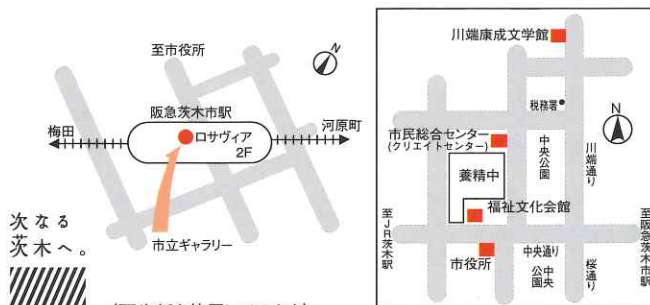 至市役所
N
阪急茨木市駅
梅田
河原町
ロサヴィア
2F
市立ギャラリー
次なる
茨木へ。
川端康成文学館
税務署
N
市民総合センター
(クリエイトセンター)
中央公園
川端通り
養精中
福祉文化会館
至JR茨木駅
至阪急茨木市駅
市役所
中央通り
中央公園
桜通り